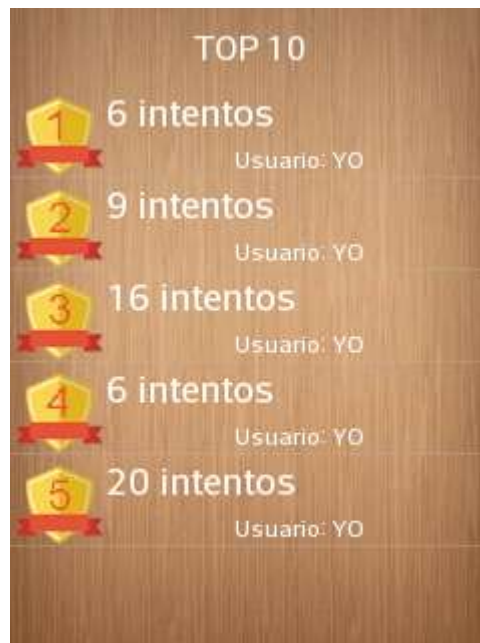 TOP 10
1
6 intentos
Usuario: YO
2
9 intentos
Usuario: YO
3
16 intentos
Usuario: YO
4
6 intentos
Usuario: YO
5
20 intentos
Usuario: YO